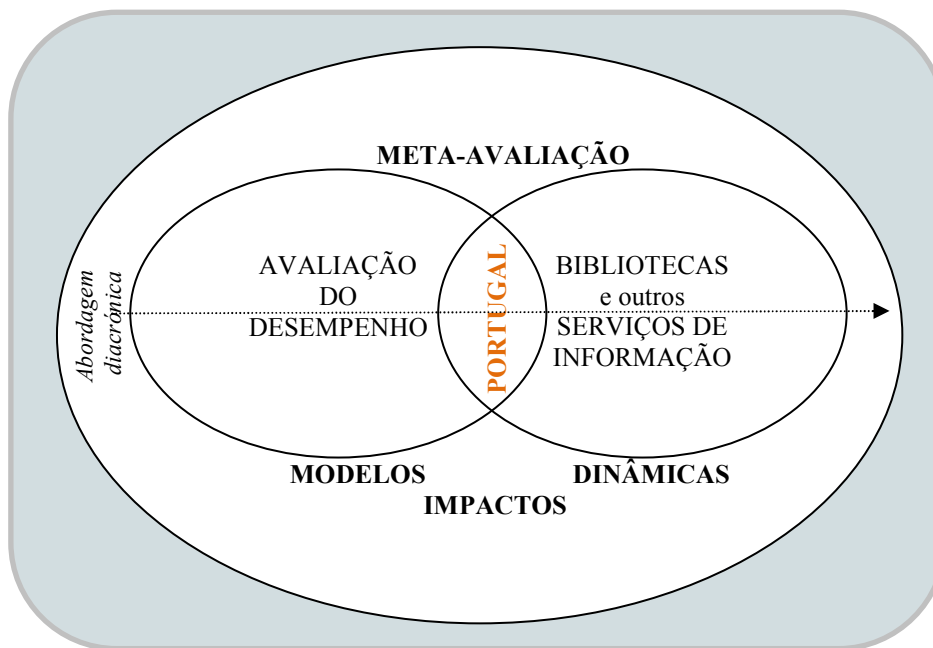 META-AVALIAÇÃO
Abordagem
diacrónica
AVALIAÇÃO
DO
DESEMPENHO
PORTUGAL
BIBLIOTECAS
e outros
SERVIÇOS DE
INFORMAÇÃO
MODELOS
DINÂMICAS
IMPACTOS